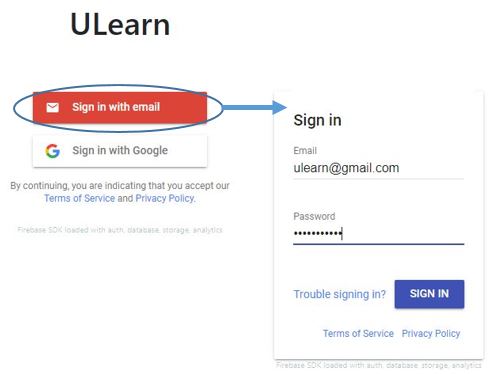 ULearn
Sign in with email
Sign in with Google
By continuing, you are indicating that you accept our
Terms of Service and Privacy Policy.
Firebase SDK loaded with auth, database, storage, analytics
Sign in
Email
ulearn@gmail.com
Password
•••••••••••
Trouble signing in?
SIGN IN
Terms of Service Privacy Policy
Firebase SDK loaded with auth, database, storage, analytics